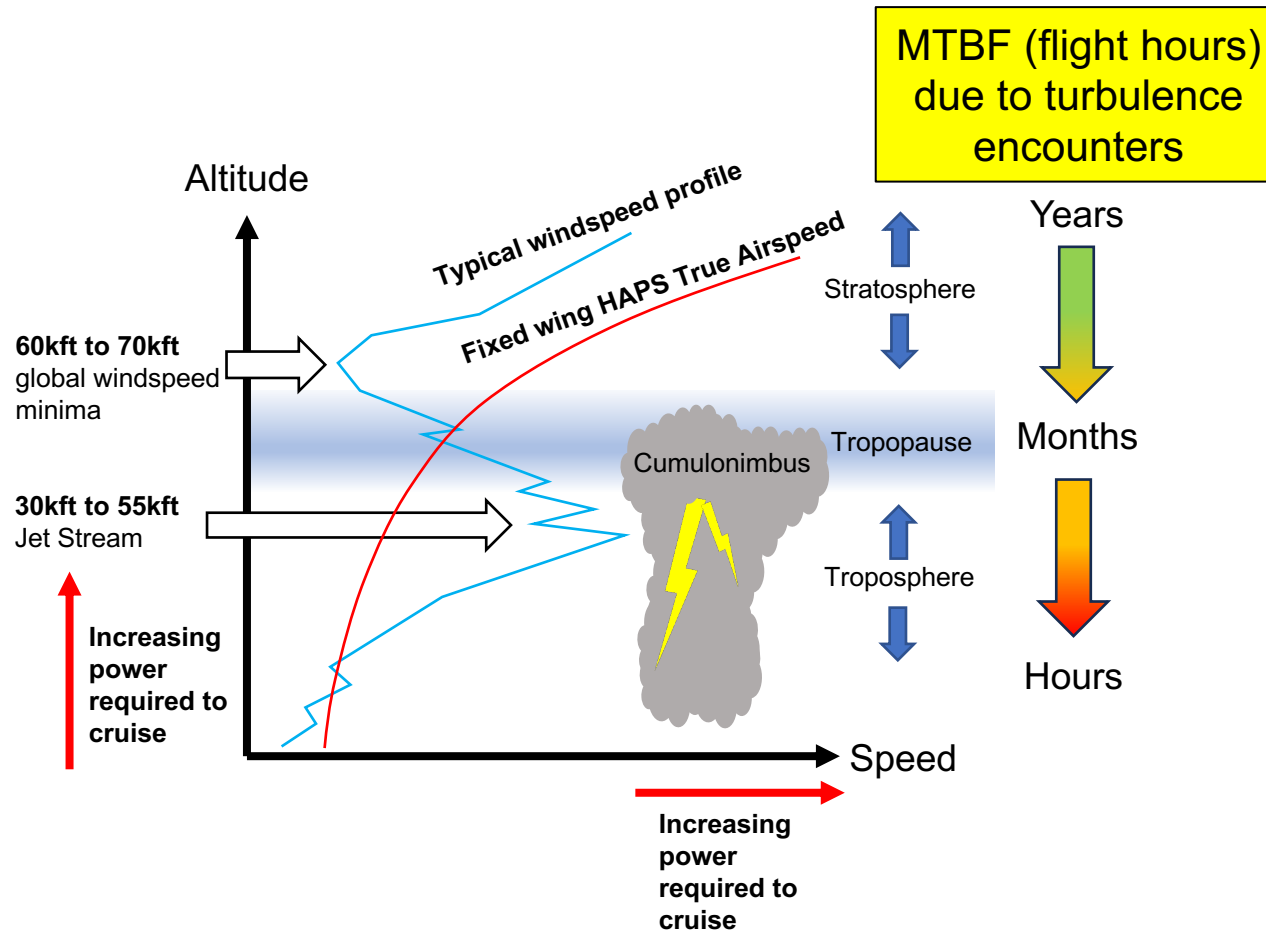 MTBF (flight hours)
due to turbulence
encounters
Altitude
Typical windspeed profile
Fixed wing HAPS True Airspeed
Years
Stratosphere
60kft to 70kft
global windspeed
minima
Tropopause
Months
Cumulonimbus
30kft to 55kft
Jet Stream
Troposphere
Increasing
power
required to
cruise
Hours
Speed
Increasing
power
required to
cruise